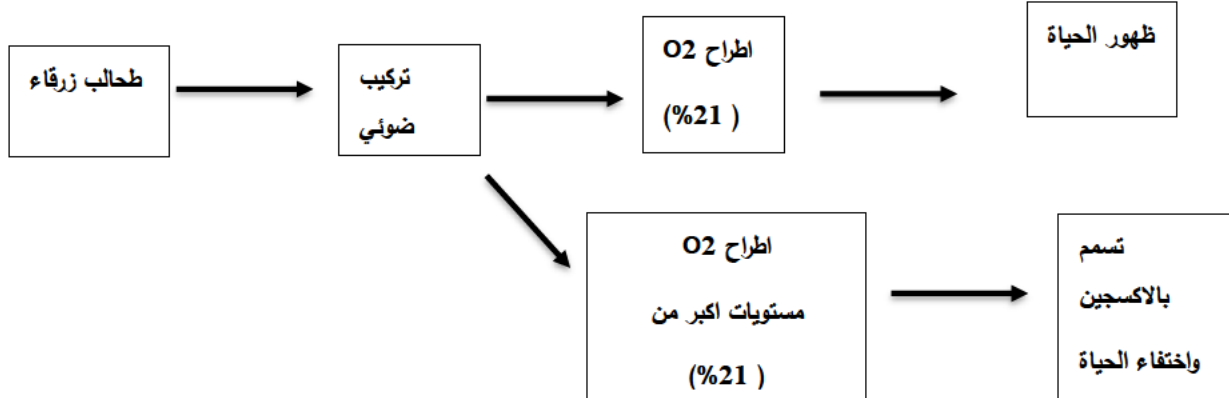 طحالب زرقاء
تركيب
ضوئي
اطراح O2
( 21%)
ظهور الحياة
اطراح O2
مستويات اكبر من
( 21%)
تسمم
بالاكسجين
واختفاء الحياة